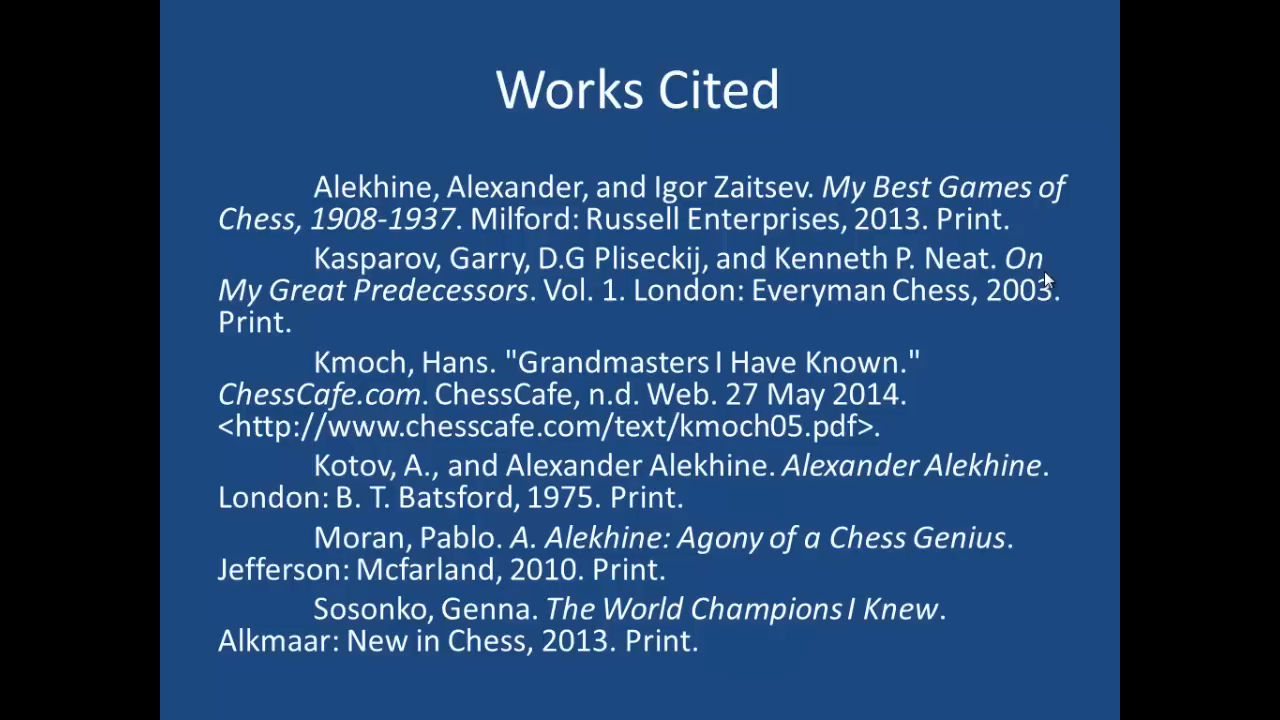 Works Cited
Alekhine, Alexander, and Igor Zaitsev. My Best Games of
Chess, 1908-1937. Milford: Russell Enterprises, 2013. Print.
Kasparov, Garry, D.G Pliseckij, and Kenneth P. Neat. On
My Great Predecessors. Vol. 1. London: Everyman Chess, 2003.
Print.
Kmoch, Hans. "Grandmasters I Have Known."
ChessCafe.com. ChessCafe, n.d. Web. 27 May 2014.
<http://www.chesscafe.com/text/kmoch05.pdf>.
Kotov, A., and Alexander Alekhine. Alexander Alekhine.
London: B. T. Batsford, 1975. Print.
Moran, Pablo. A. Alekhine: Agony of a Chess Genius.
Jefferson: Mcfarland, 2010. Print.
Sosonko, Genna. The World Champions I Knew.
Alkmaar: New in Chess, 2013. Print.